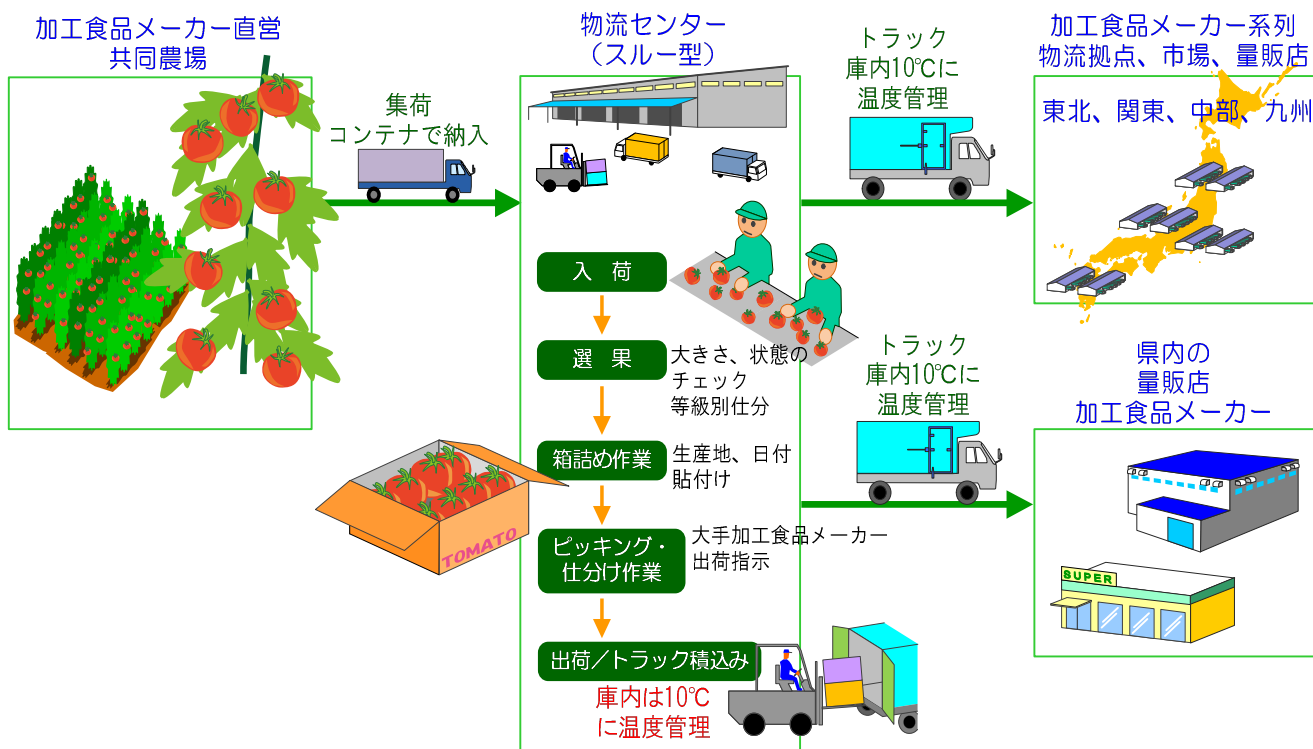 加工食品メーカー直営
共同農場
集荷
コンテナで納入
物流センター
（スルー型）
トラック
庫内10℃に
温度管理
加工食品メーカー系列
物流拠点、市場、量販店
東北、関東、中部、九州
入　荷
選　果
大きさ、状態の
チェック
等級別仕分
箱詰め作業
生産地、日付
貼付け
TOMATO
ピッキング・
仕分け作業
大手加工食品メーカー
出荷指示
出荷／トラック積込み
庫内は10℃
に温度管理
トラック
庫内10℃に
温度管理
県内の
量販店
加工食品メーカー
SUPER